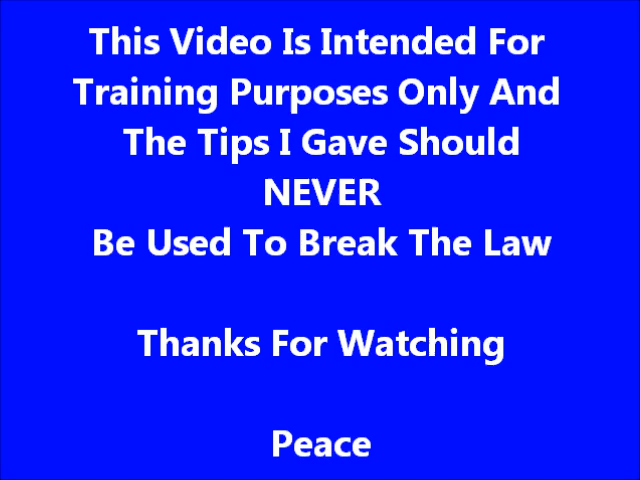 This Video Is Intended For
Training Purposes Only And
The Tips I Gave Should
NEVER
Be Used To Break The Law
Thanks For Watching
Peace